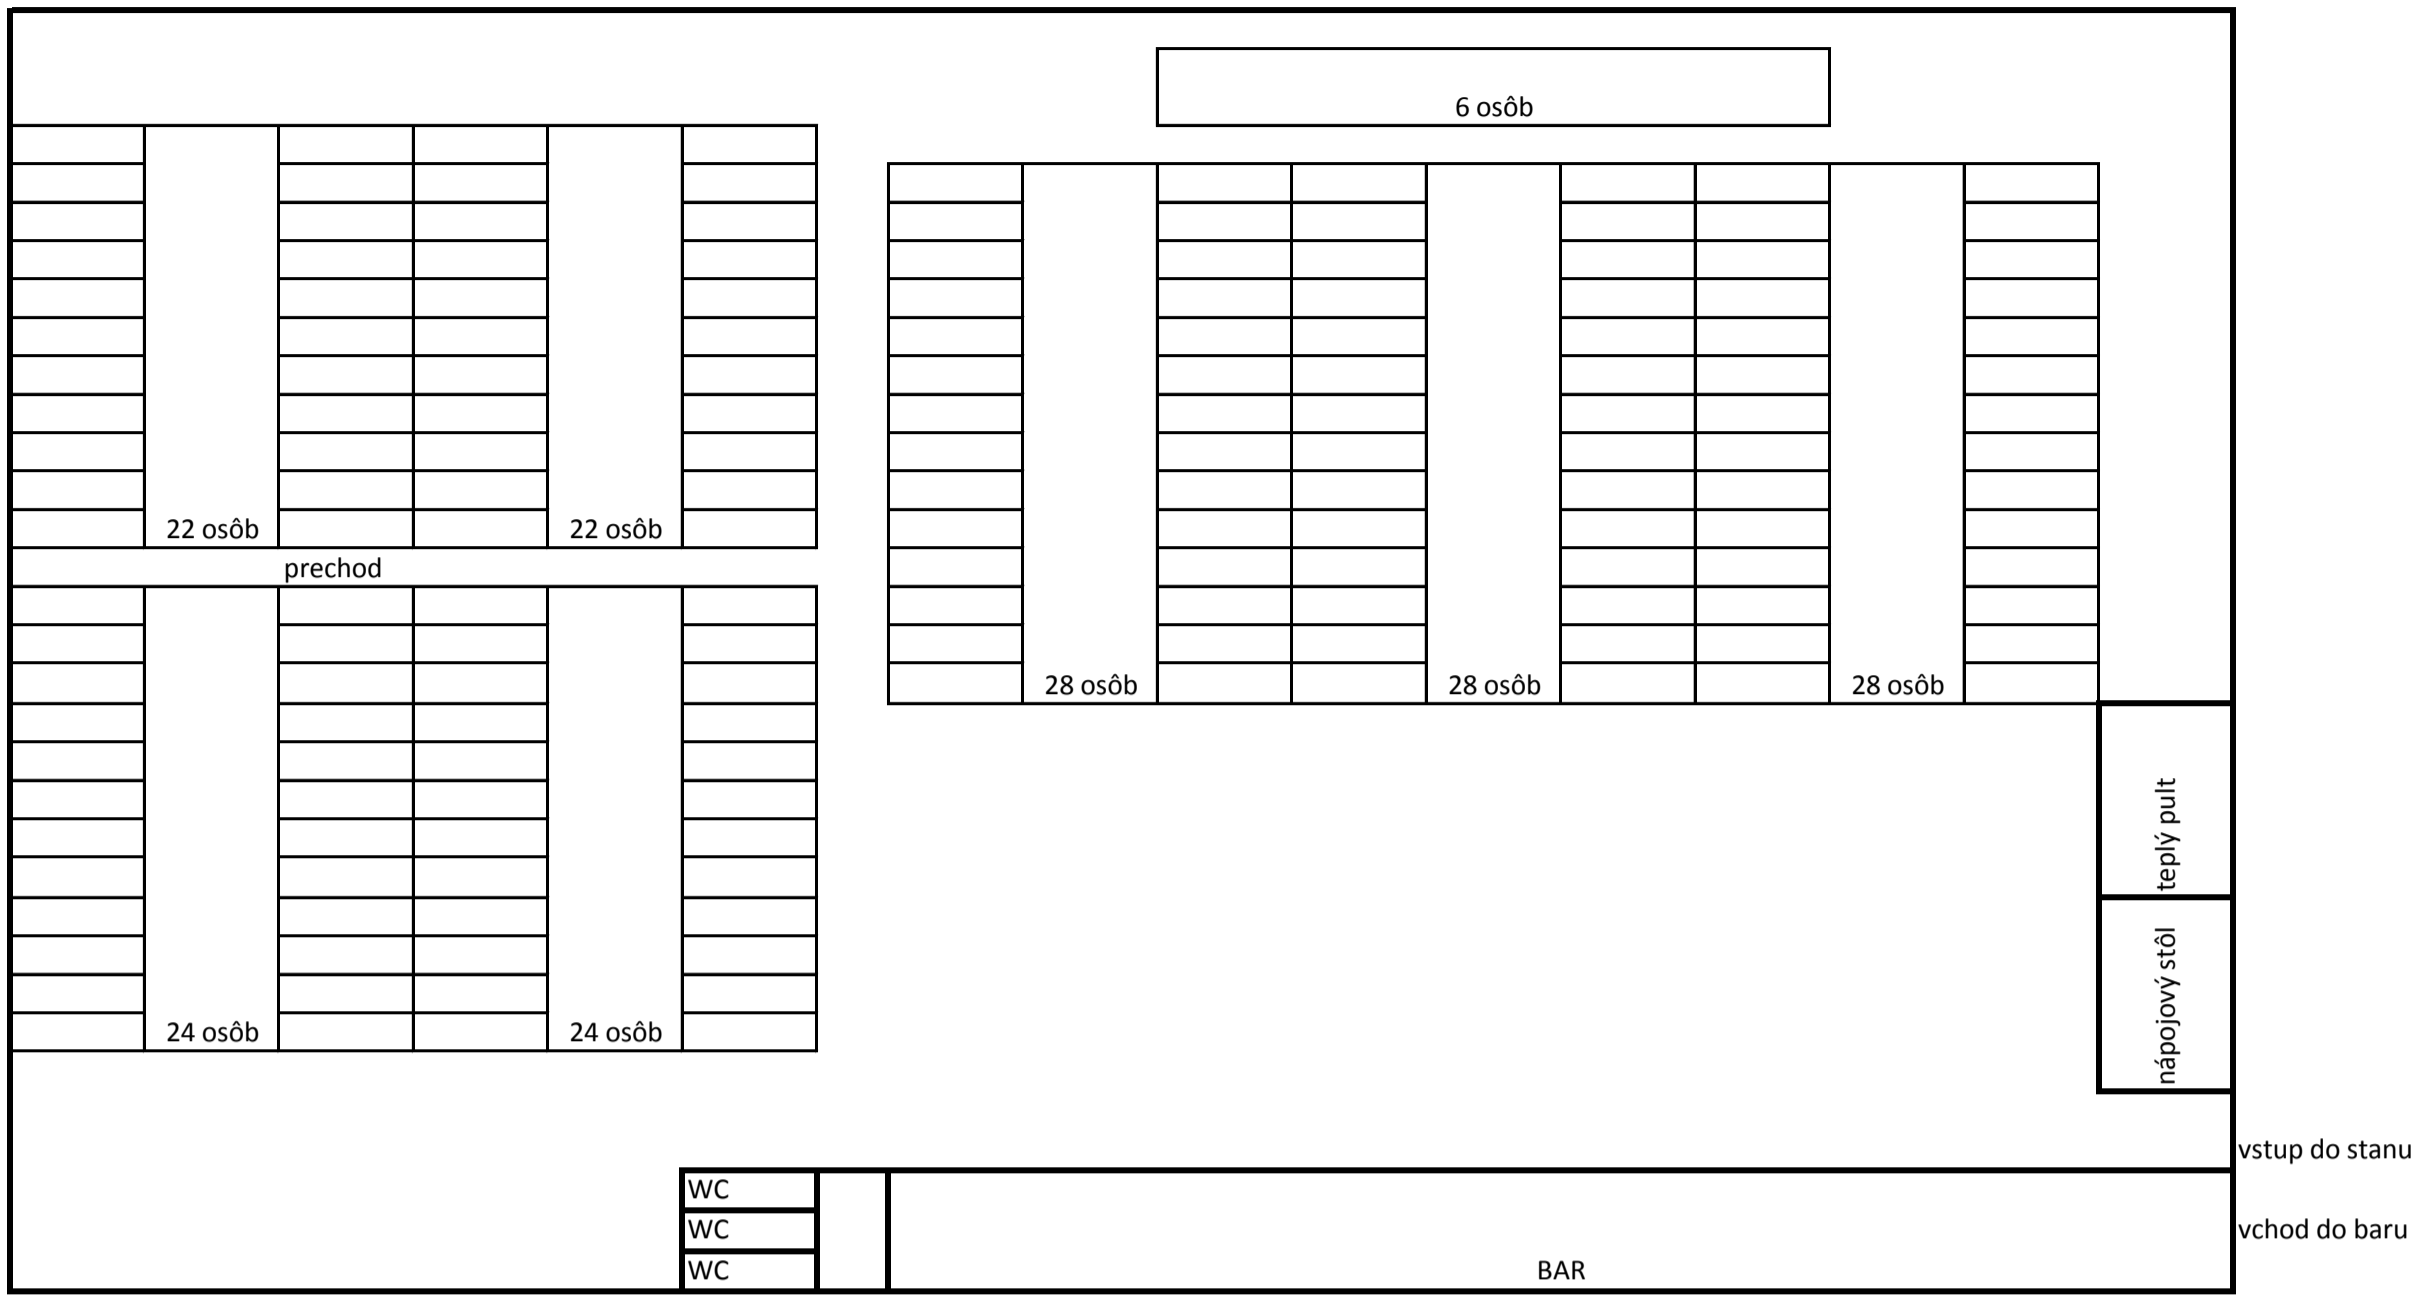 6 osôb
22 osôb
22 osôb
prechod
28 osôb
28 osôb
28 osôb
teplý pult
nápojový stôl
24 osôb
24 osôb
vstup do stanu
WC
WC
vchod do baru
WC
BAR